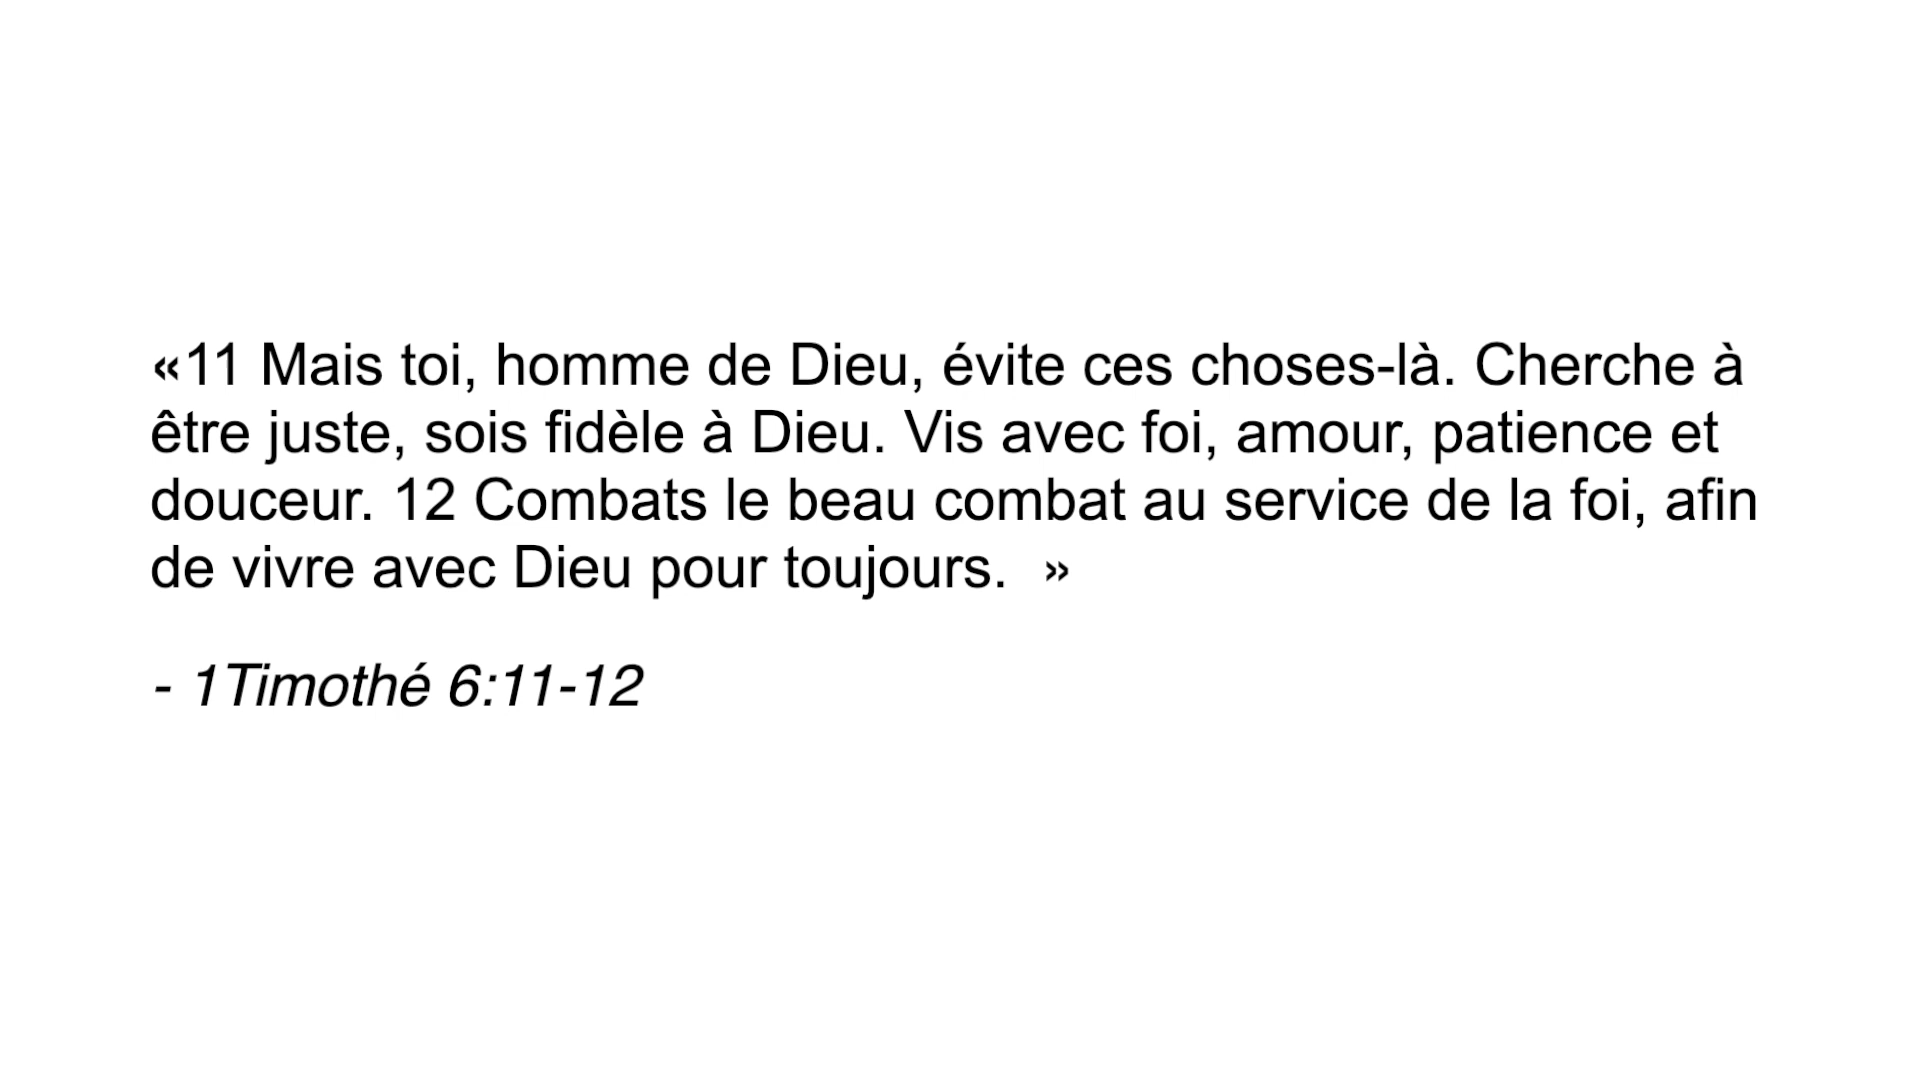 «11 Mais toi, homme de Dieu, évite ces choses-là. Cherche à
être juste, sois fidèle à Dieu. Vis avec foi, amour, patience et
douceur. 12 Combats le beau combat au service de la foi, afin
de vivre avec Dieu pour toujours.  »
- 1Timothé 6:11-12